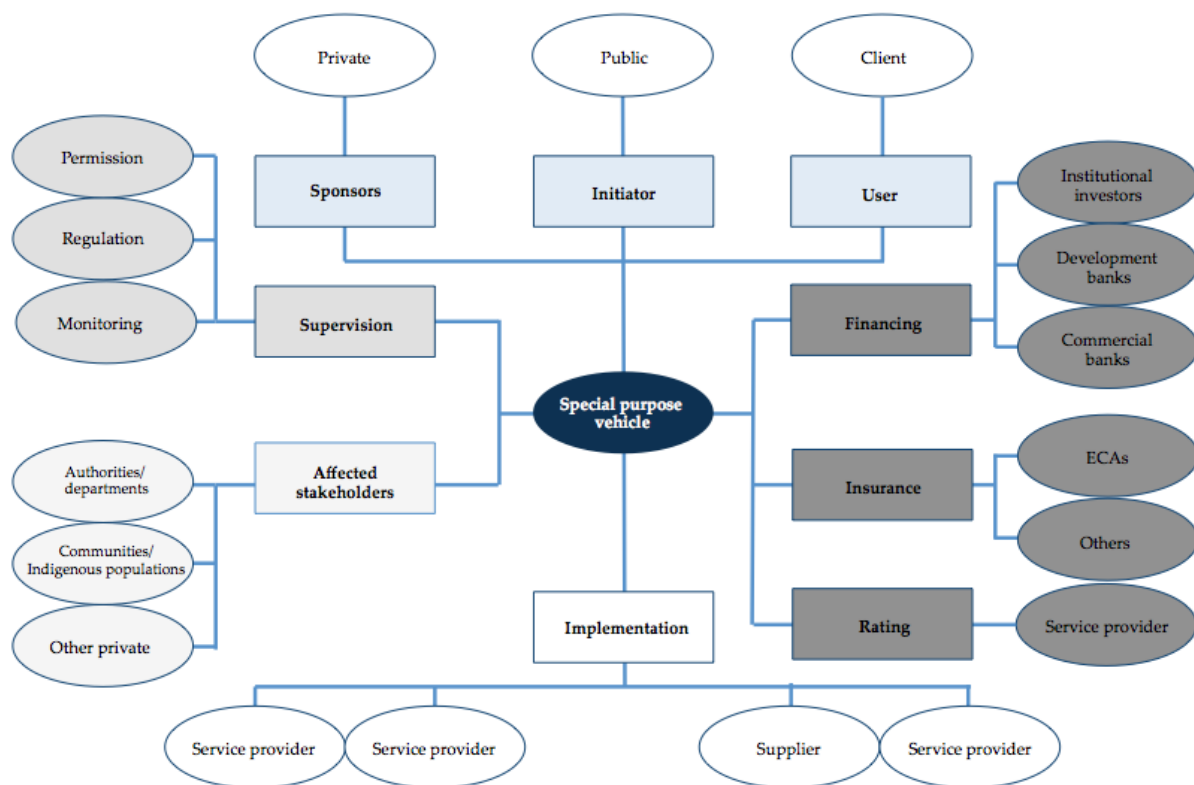 Private
Public
Client
Permission
Regulation
Monitoring
Sponsors
Initiator
User
Institutional
investors
Development
banks
Commercial
banks
Supervision
Financing
Special purpose
vehicle
Authorities/
departments
Communities/
Indigenous populations
Other private
Affected
stakeholders
Insurance
ECAs
Others
Implementation
Rating
Service provider
Service provider
Service provider
Supplier
Service provider